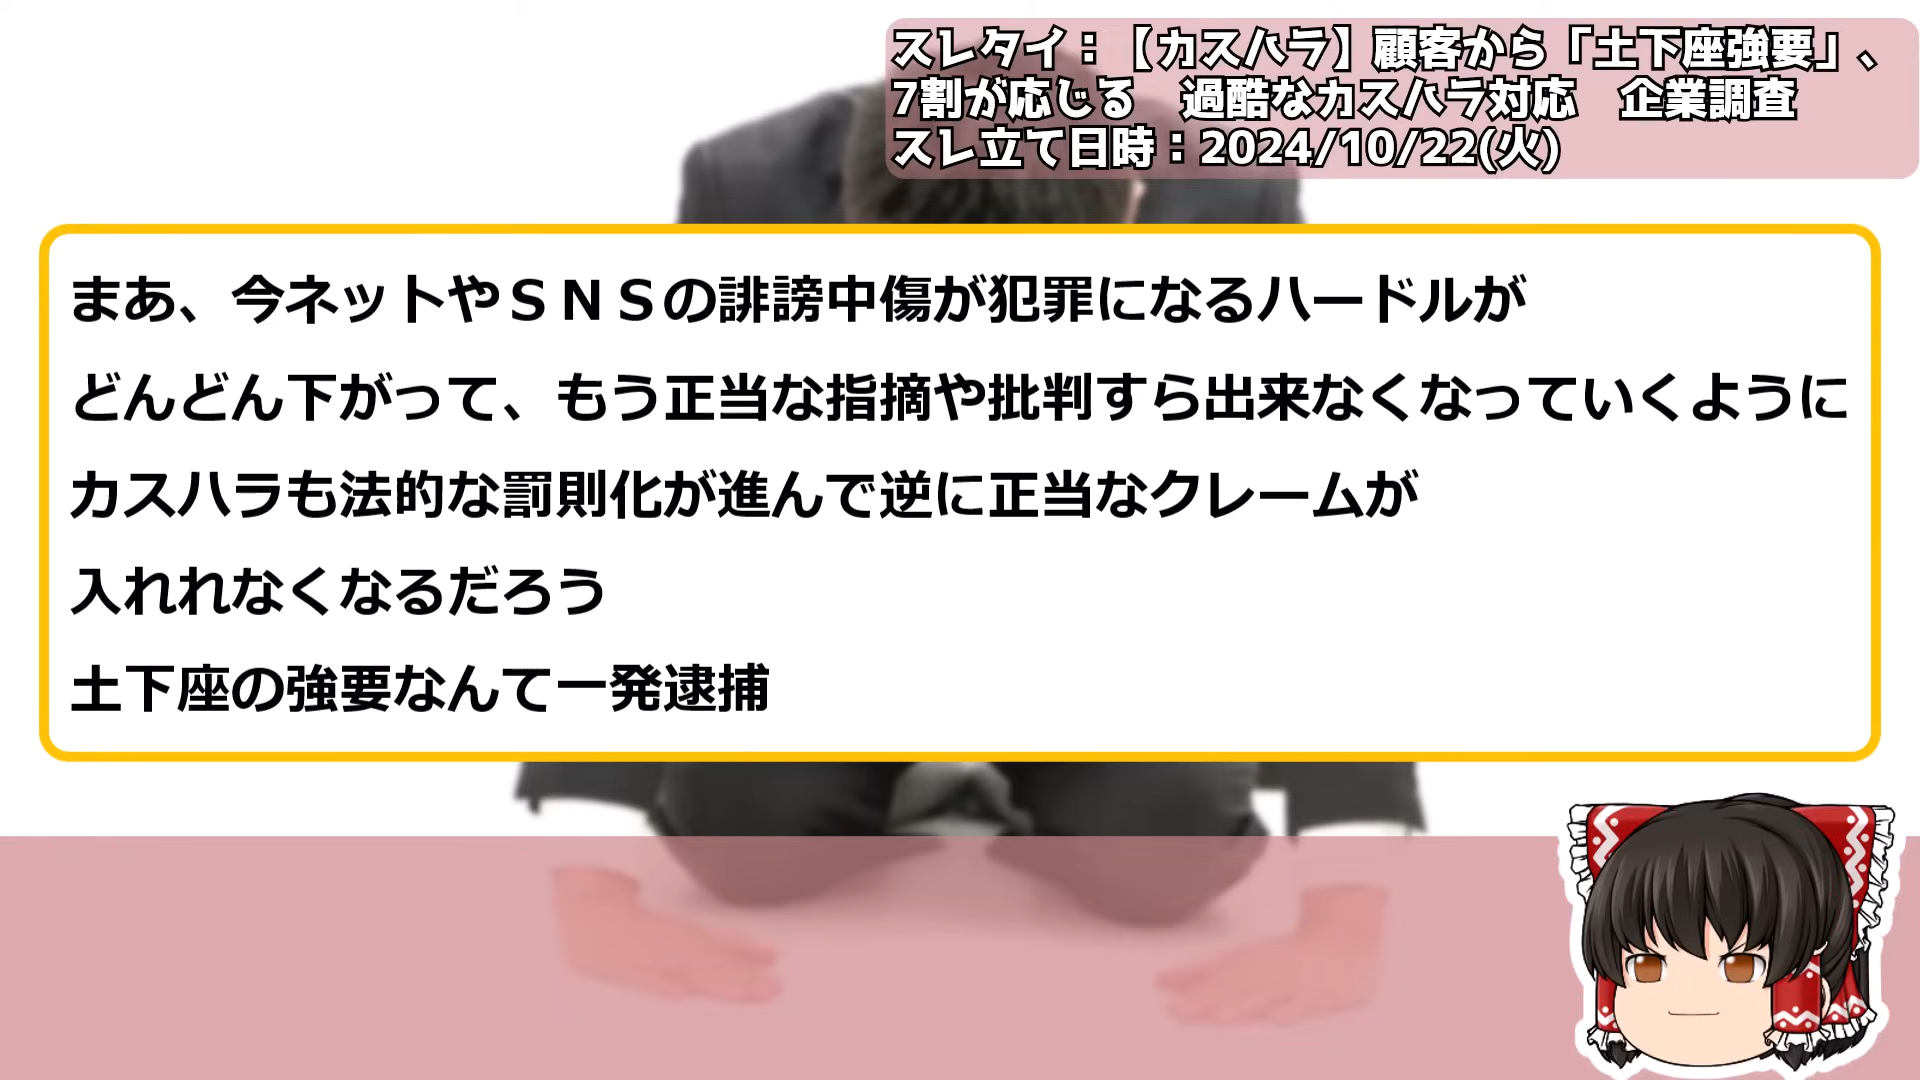 スレタイ：【カスハラ】顧客から「土下座強要」、
7割が応じる　過酷なカスハラ対応　企業調査
スレ立て日時：2024/10/22(火)
まあ、今ネットやＳＮＳの誹謗中傷が犯罪になるハードルが
どんどん下がって、もう正当な指摘や批判すら出来なくなっていくように
カスハラも法的な罰則化が進んで逆に正当なクレームが
入れれなくなるだろう
土下座の強要なんて一発逮捕